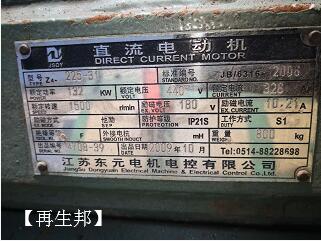 JSDY
直流电动机
DIRECT CURRENT MOTOR
型号 Z4-225-31 标准编号 STANDARD NO. JB/6316-2006
额定功率 132 KW 额定电压 440 V 额定电流 328
额定转速 1500 r/min 励磁电压 180 V 励磁电流 10.21 A
励磁方式 他励 防护等级 IP21S 工作方式 S1
绝缘等级 F 外接电抗 mH 重量 WEIGHT 800 kg
出品编号 出品日期 2009年10月 Tel:0514-88228698
江苏东元电机电控有限公司
JiangSu Dongyuan Electrical Machine & Electrical Control Co.,Ltd.
【再生邦】